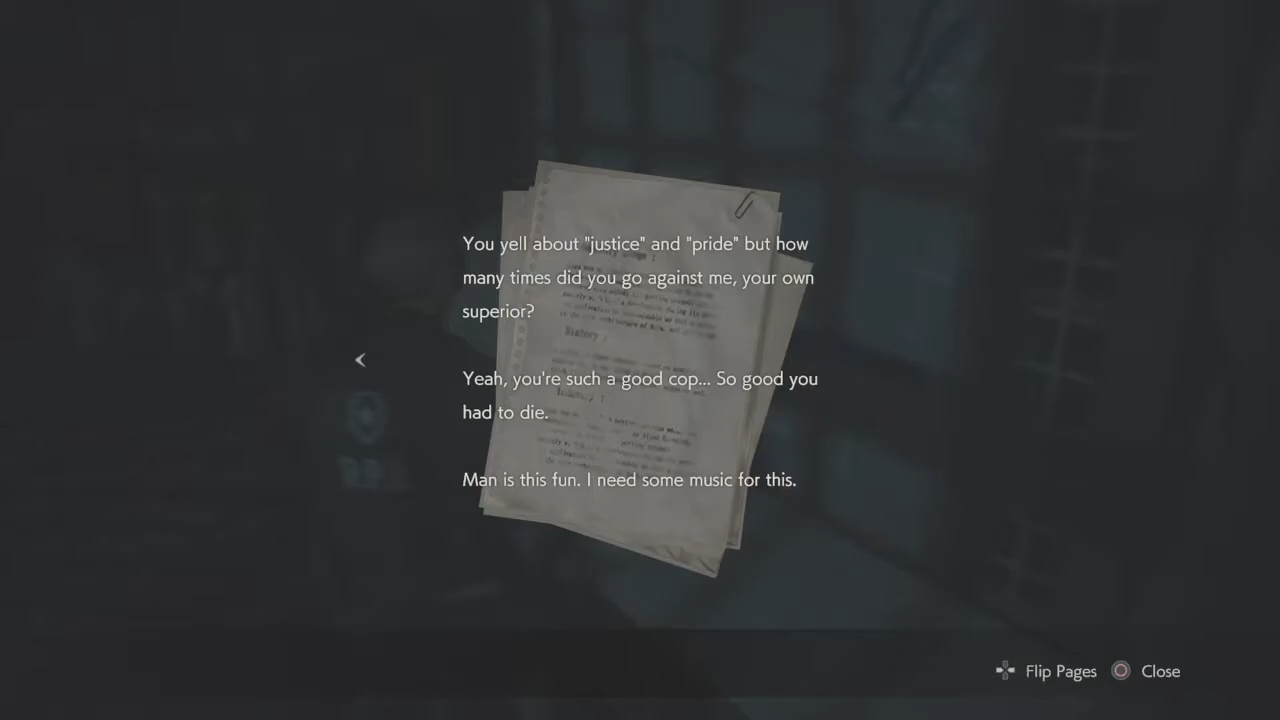 You yell about "justice" and "pride" but how
many times did you go against me, your own
superior?
Yeah, you're such a good cop... So good you
had to die.
History :
Man is this fun. I need some music for this.
Flip Pages
Close